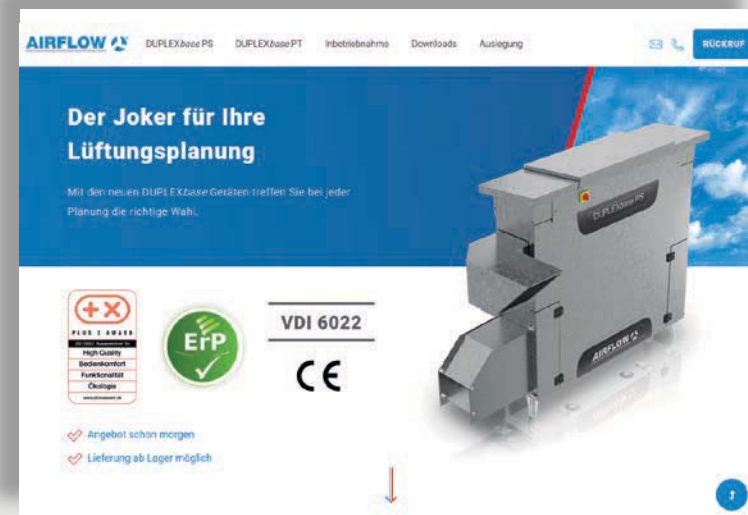 AIRFLOW
DUPLEXbase PS
DUPLEXbase PT
Inbetriebnahme
Downloads
Auslegung
RÜCKRUF
Der Joker für Ihre
Lüftungsplanung
Mit den neuen DUPLEXbase Geräten treffen Sie bei jeder
Planung die richtige Wahl.
DUPLEXbase PS
AIRFLOW
PLUS X AWARD
High Quality
Bedienkomfort
Funktionalität
Ökologie
ErP
VDI 6022
CE
Angebot schon morgen
Lieferung ab Lager möglich